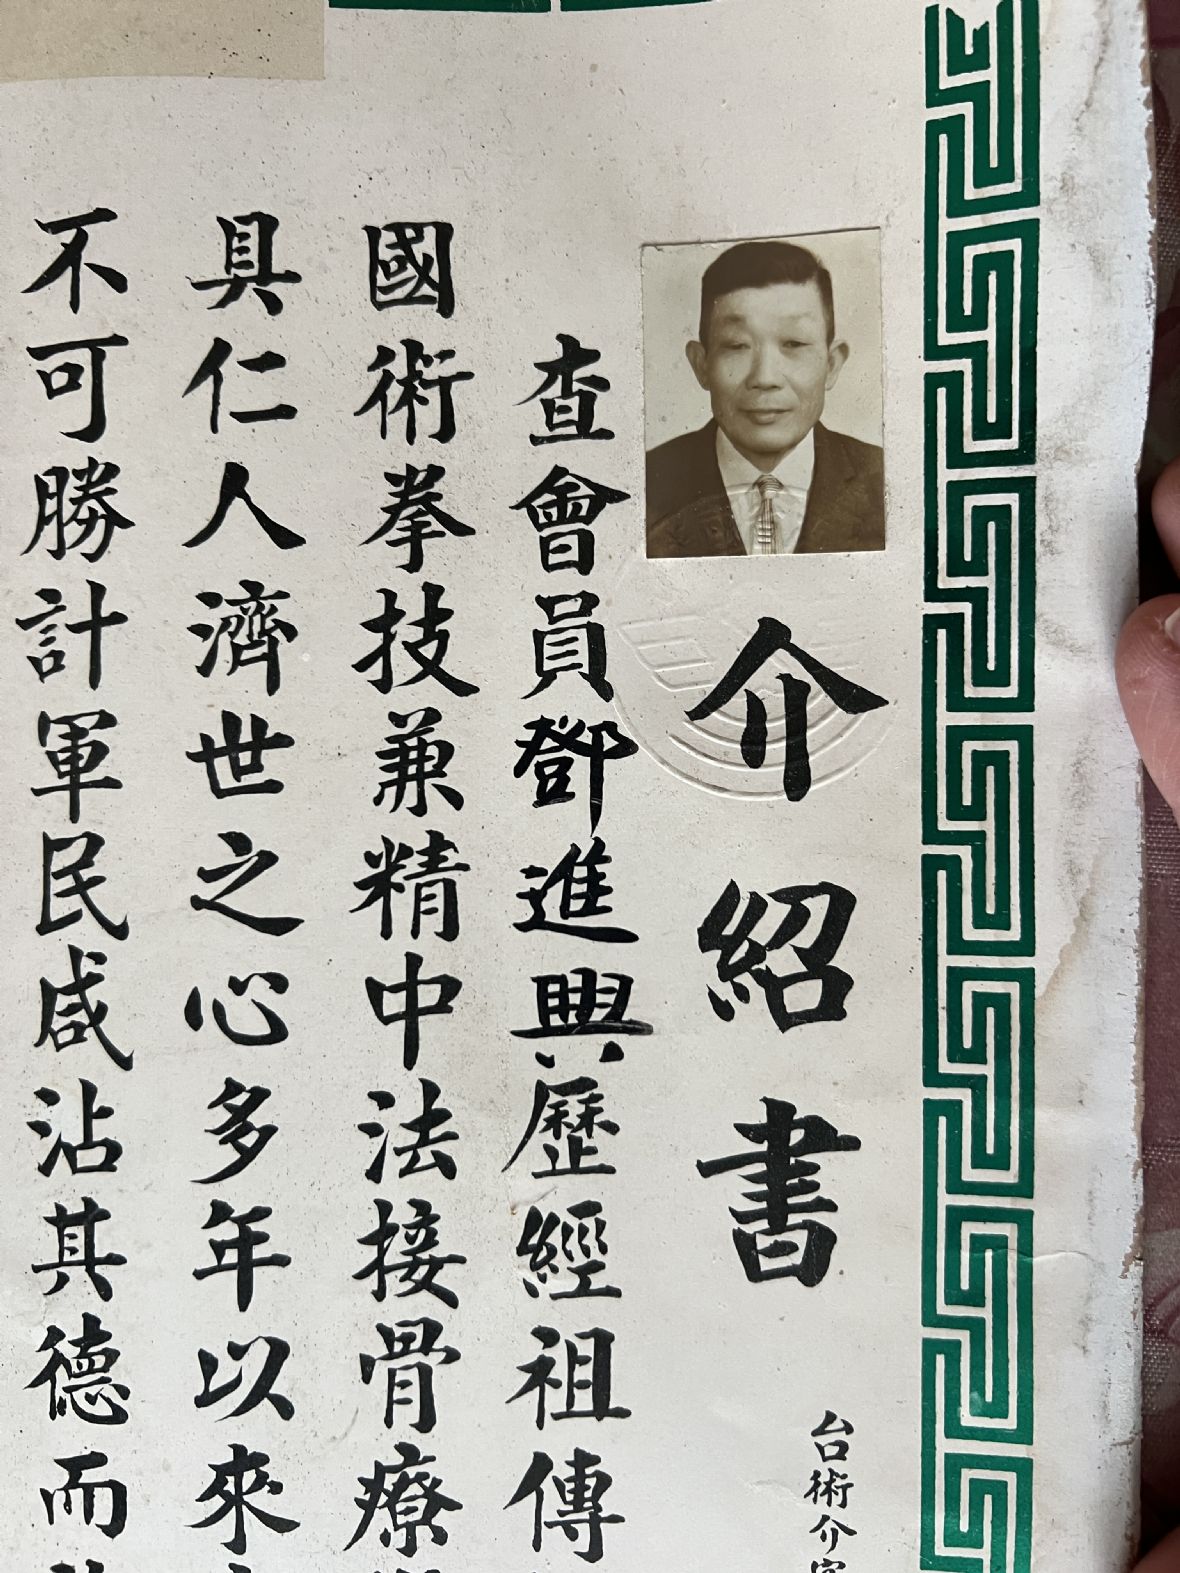 介紹書
台術介字
查會員鄧進興歷經祖傳
國術拳技兼精中法接骨療
具仁人濟世之心多年以來
不可勝計軍民咸沾其德而